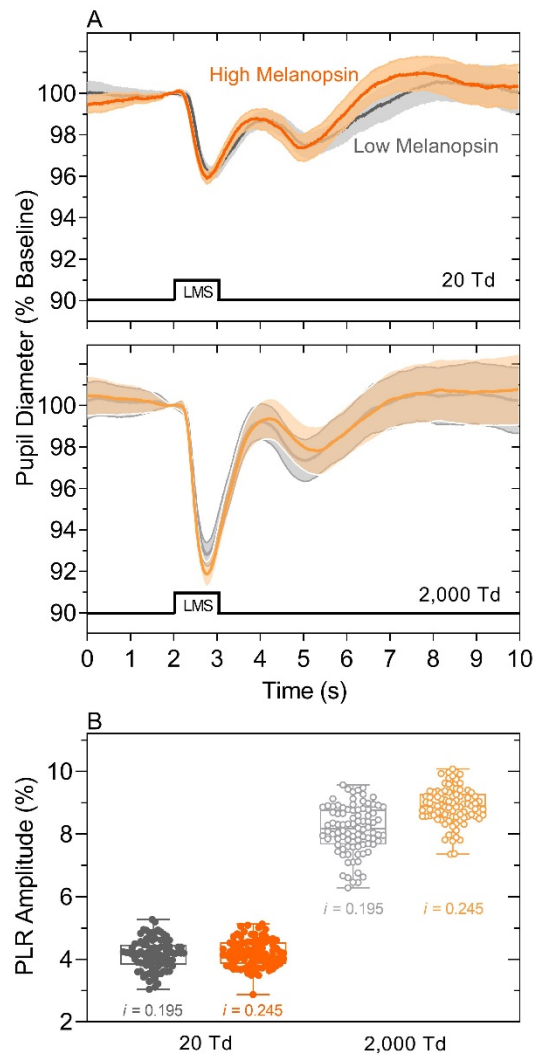 A
Pupil Diameter (% Baseline)
100
98
96
94
92
90
High Melanopsin
Low Melanopsin
20 Td
LMS
100
98
96
94
92
90
2,000 Td
LMS
0 1 2 3 4 5 6 7 8 9 10
Time (s)
B
PLR Amplitude (%)
10
8
6
4
2
i = 0.195 i = 0.245
i = 0.195 i = 0.245
20 Td 2,000 Td